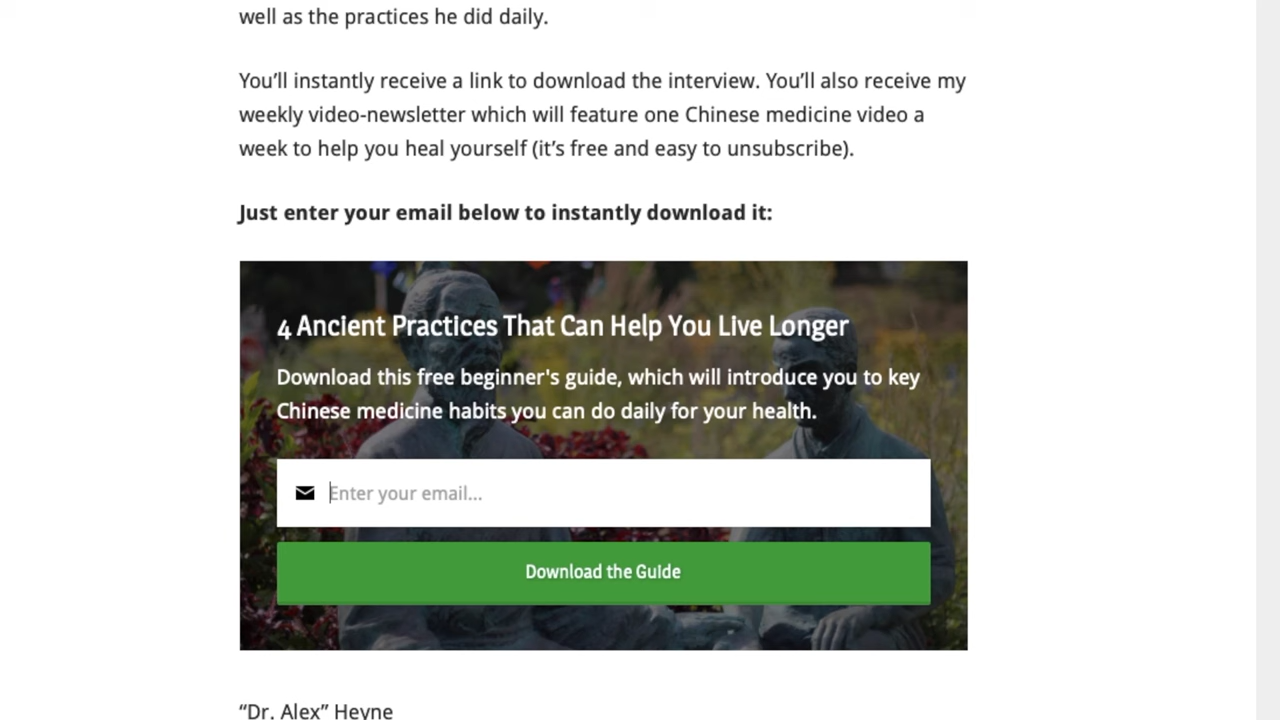 well as the practices he did daily.
You’ll instantly receive a link to download the interview. You’ll also receive my
weekly video-newsletter which will feature one Chinese medicine video a
week to help you heal yourself (it’s free and easy to unsubscribe).
Just enter your email below to instantly download it:
4 Ancient Practices That Can Help You Live Longer
Download this free beginner's guide, which will introduce you to key
Chinese medicine habits you can do daily for your health.
Enter your email...
Download the Guide
“Dr. Alex” Heyne